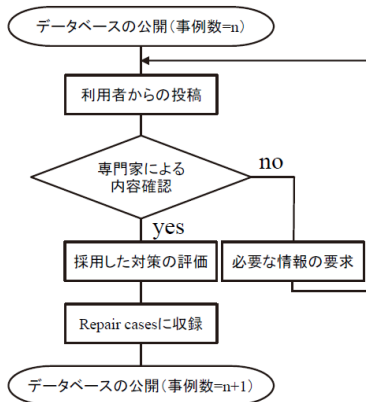 データベースの公開(事例数=n)
利用者からの投稿
専門家による
内容確認
no
yes
採用した対策の評価
必要な情報の要求
Repair casesに収録
データベースの公開(事例数=n+1)